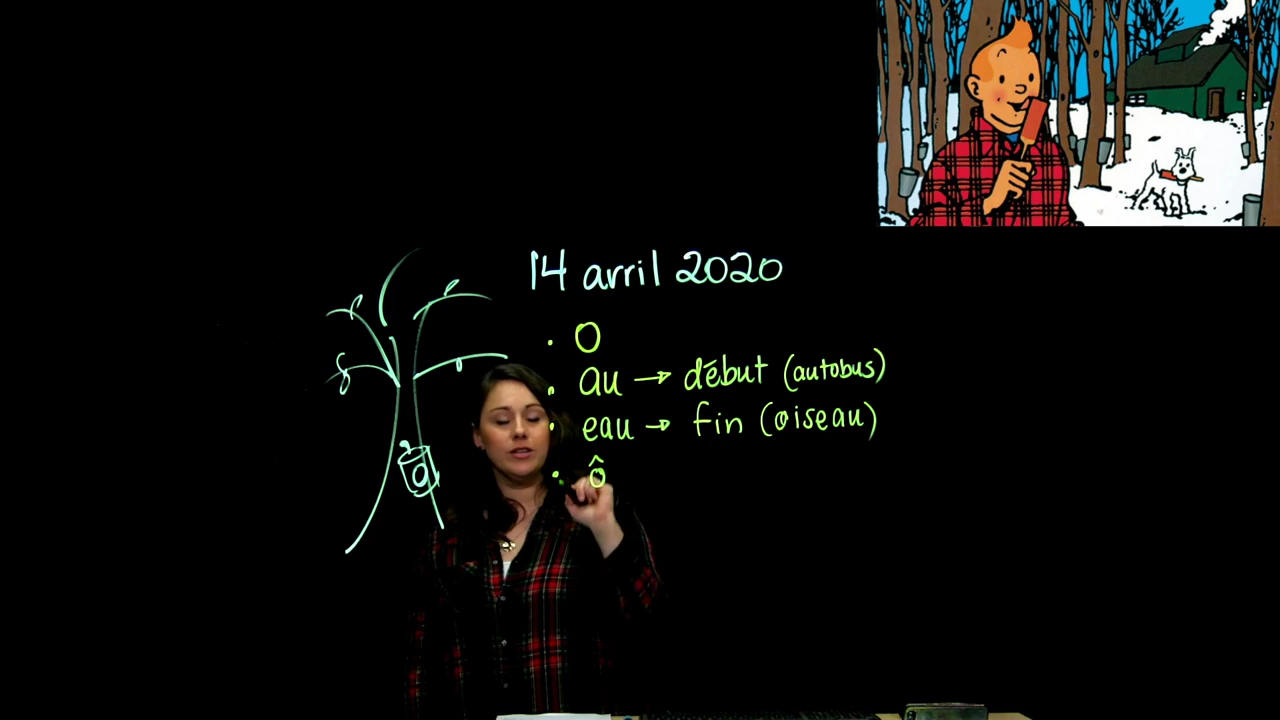 14 avril 2020
• O
• au → début (autobus)
• eau → fin (oiseau)
• ô